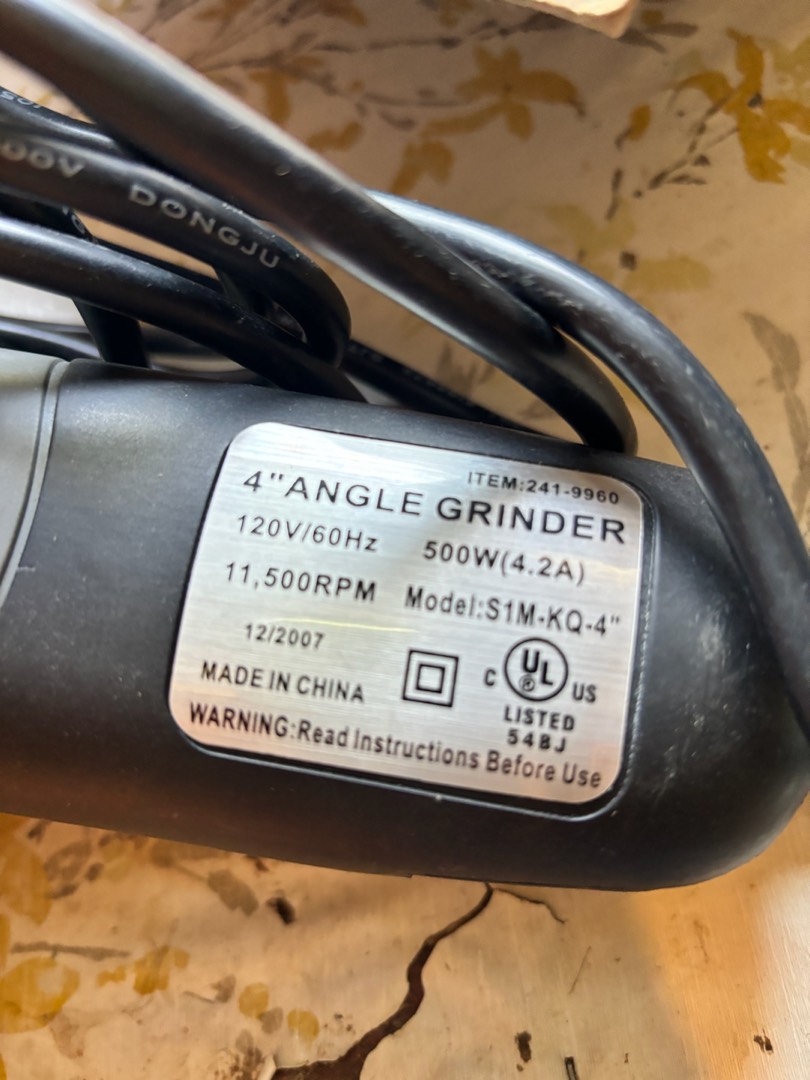 00V DONGJU
ITEM:241-9960
4"ANGLE GRINDER
120V/60Hz 500W(4.2A)
11,500RPM Model:S1M-KQ-4"
12/2007
MADE IN CHINA
C UL ® US
LISTED
54BJ
WARNING:Read Instructions Before Use